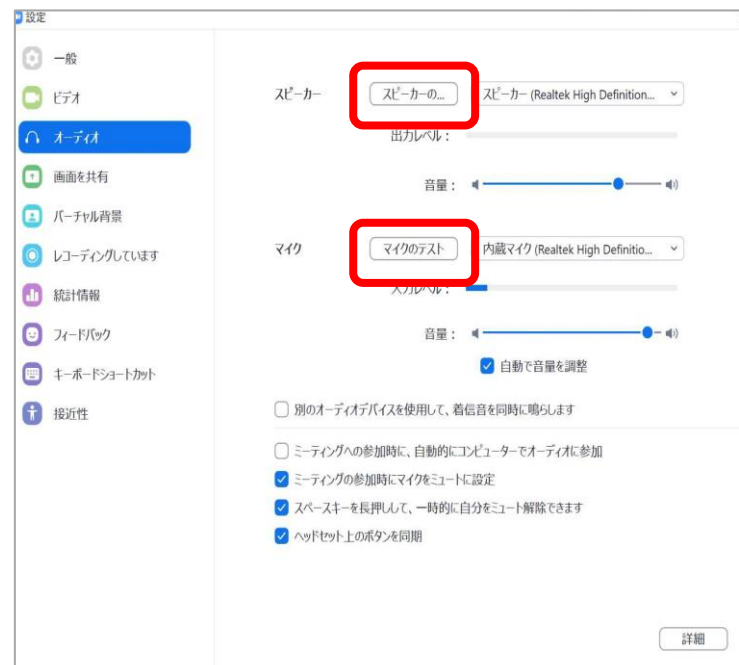 設定
一般
ビデオ
オーディオ
画面を共有
バーチャル背景
レコーディングしています
統計情報
フィードバック
キーボードショートカット
接近性
スピーカー スピーカーの... スピーカー (Realtek High Definition...
出力レベル：
音量：
マイク マイクのテスト 内蔵マイク (Realtek High Definitio...
入力レベル：
音量：
自動で音量を調整
別のオーディオデバイスを使用して、着信音を同時に鳴らします
ミーティングへの参加時に、自動的にコンピューターでオーディオに参加
ミーティングの参加時にマイクをミュートに設定
スペースキーを長押しして、一時的に自分をミュート解除できます
ヘッドセット上のボタンを同期
詳細